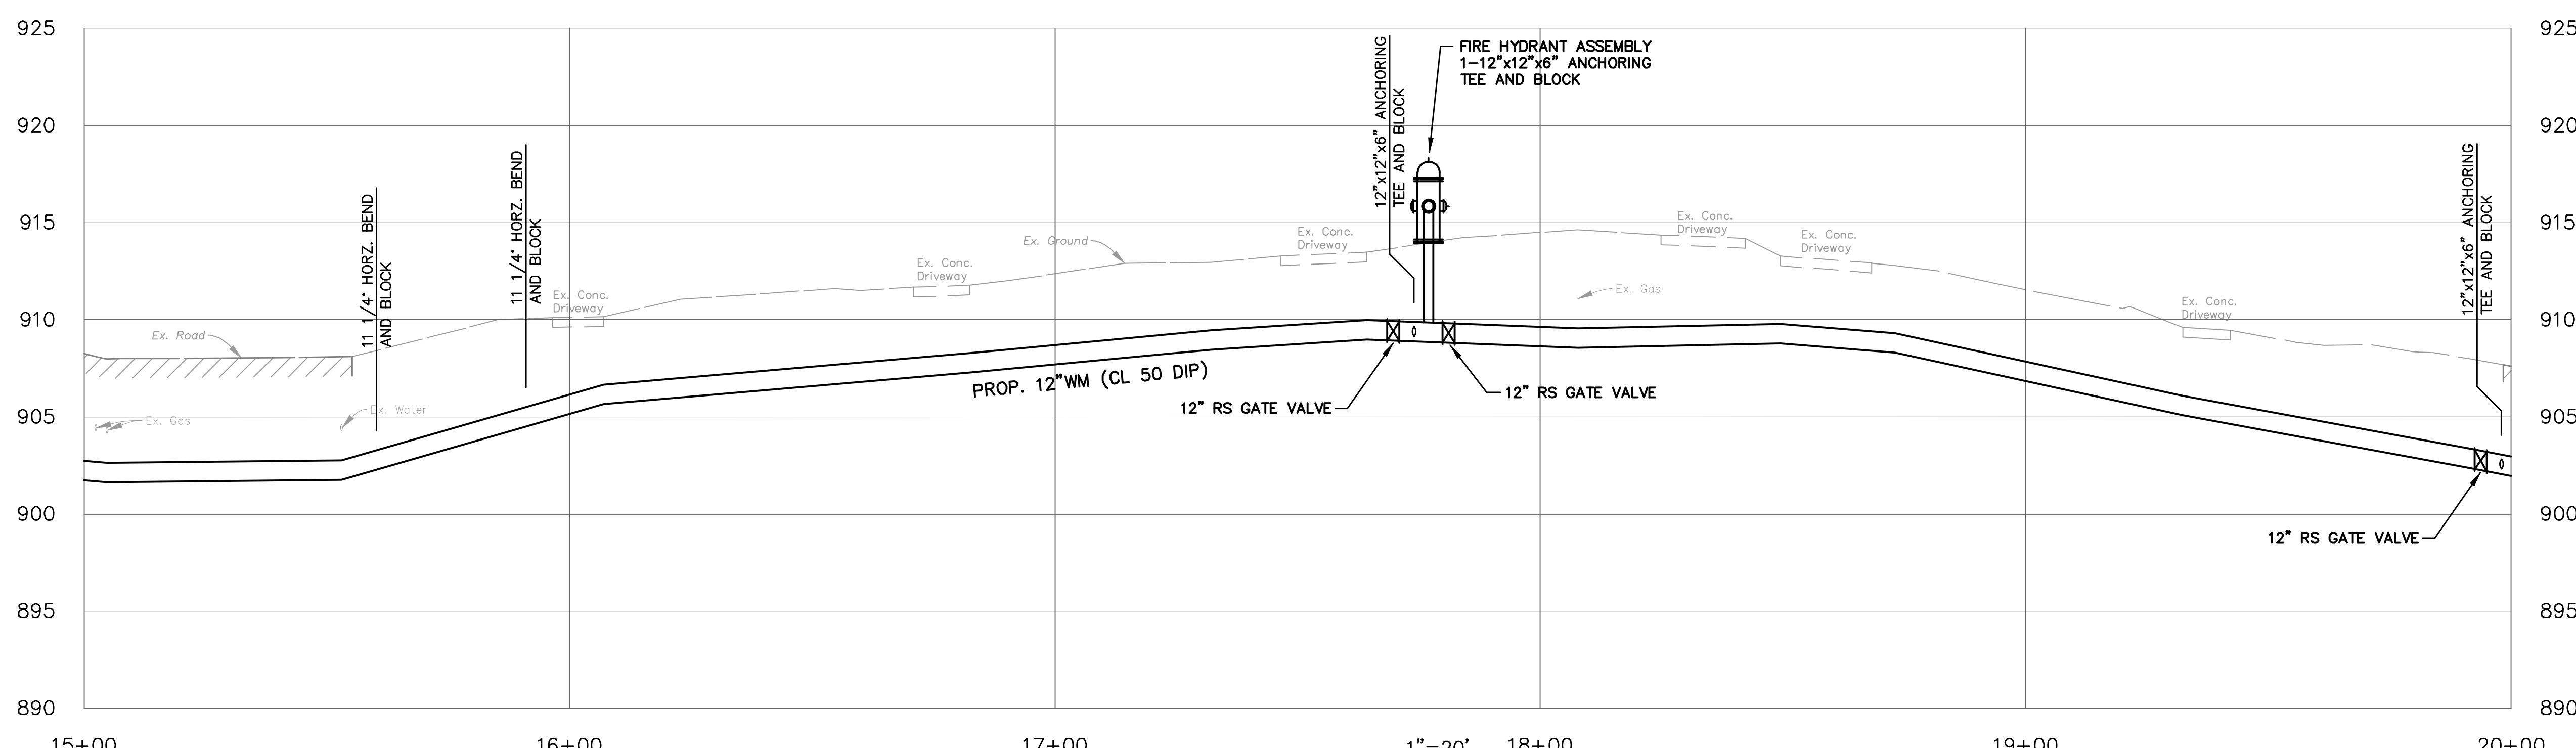 925
925
920
920
915
915
910
910
905
905
900
900
895
895
890
890
11 1/4° HORZ. BEND
AND BLOCK
11 1/4° HORZ. BEND
AND BLOCK
12"x12"x6" ANCHORING
TEE AND BLOCK
FIRE HYDRANT ASSEMBLY
1-12"x12"x6" ANCHORING
TEE AND BLOCK
12"x12"x6" ANCHORING
TEE AND BLOCK
Ex. Road
Ex. Gas
Ex. Water
Ex. Conc.
Driveway
Ex. Conc.
Driveway
Ex. Ground
Ex. Conc.
Driveway
Ex. Gas
Ex. Conc.
Driveway
Ex. Conc.
Driveway
Ex. Conc.
Driveway
PROP. 12"WM (CL 50 DIP)
12" RS GATE VALVE
12" RS GATE VALVE
12" RS GATE VALVE
15+00
16+00
17+00
1"-20'
18+00
19+00
20+00